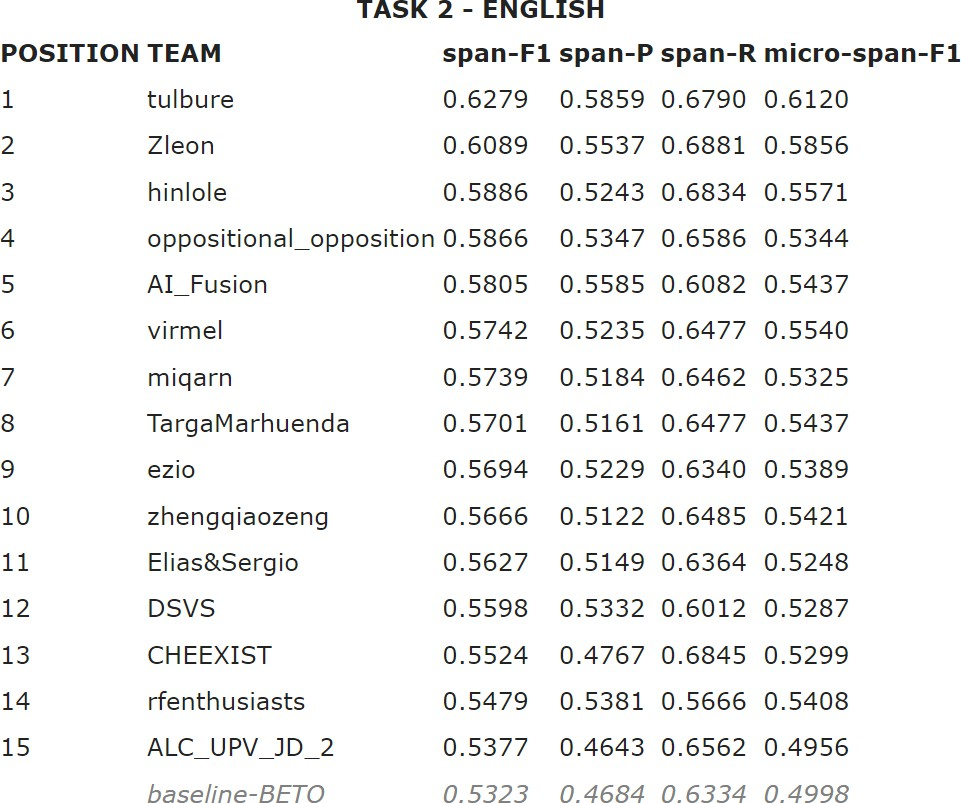 TASK 2 - ENGLISH
POSITION TEAM span-F1 span-P span-R micro-span-F1
1 tulbure 0.6279 0.5859 0.6790 0.6120
2 Zleon 0.6089 0.5537 0.6881 0.5856
3 hinlole 0.5886 0.5243 0.6834 0.5571
4 oppositional_opposition 0.5866 0.5347 0.6586 0.5344
5 AI_Fusion 0.5805 0.5585 0.6082 0.5437
6 virmel 0.5742 0.5235 0.6477 0.5540
7 miqarn 0.5739 0.5184 0.6462 0.5325
8 TargaMarhuenda 0.5701 0.5161 0.6477 0.5437
9 ezio 0.5694 0.5229 0.6340 0.5389
10 zhengqiaozeng 0.5666 0.5122 0.6485 0.5421
11 Elias&Sergio 0.5627 0.5149 0.6364 0.5248
12 DSVS 0.5598 0.5332 0.6012 0.5287
13 CHEEXIST 0.5524 0.4767 0.6845 0.5299
14 rfenthusiasts 0.5479 0.5381 0.5666 0.5408
15 ALC_UPV_JD_2 0.5377 0.4643 0.6562 0.4956
baseline-BETO 0.5323 0.4684 0.6334 0.4998